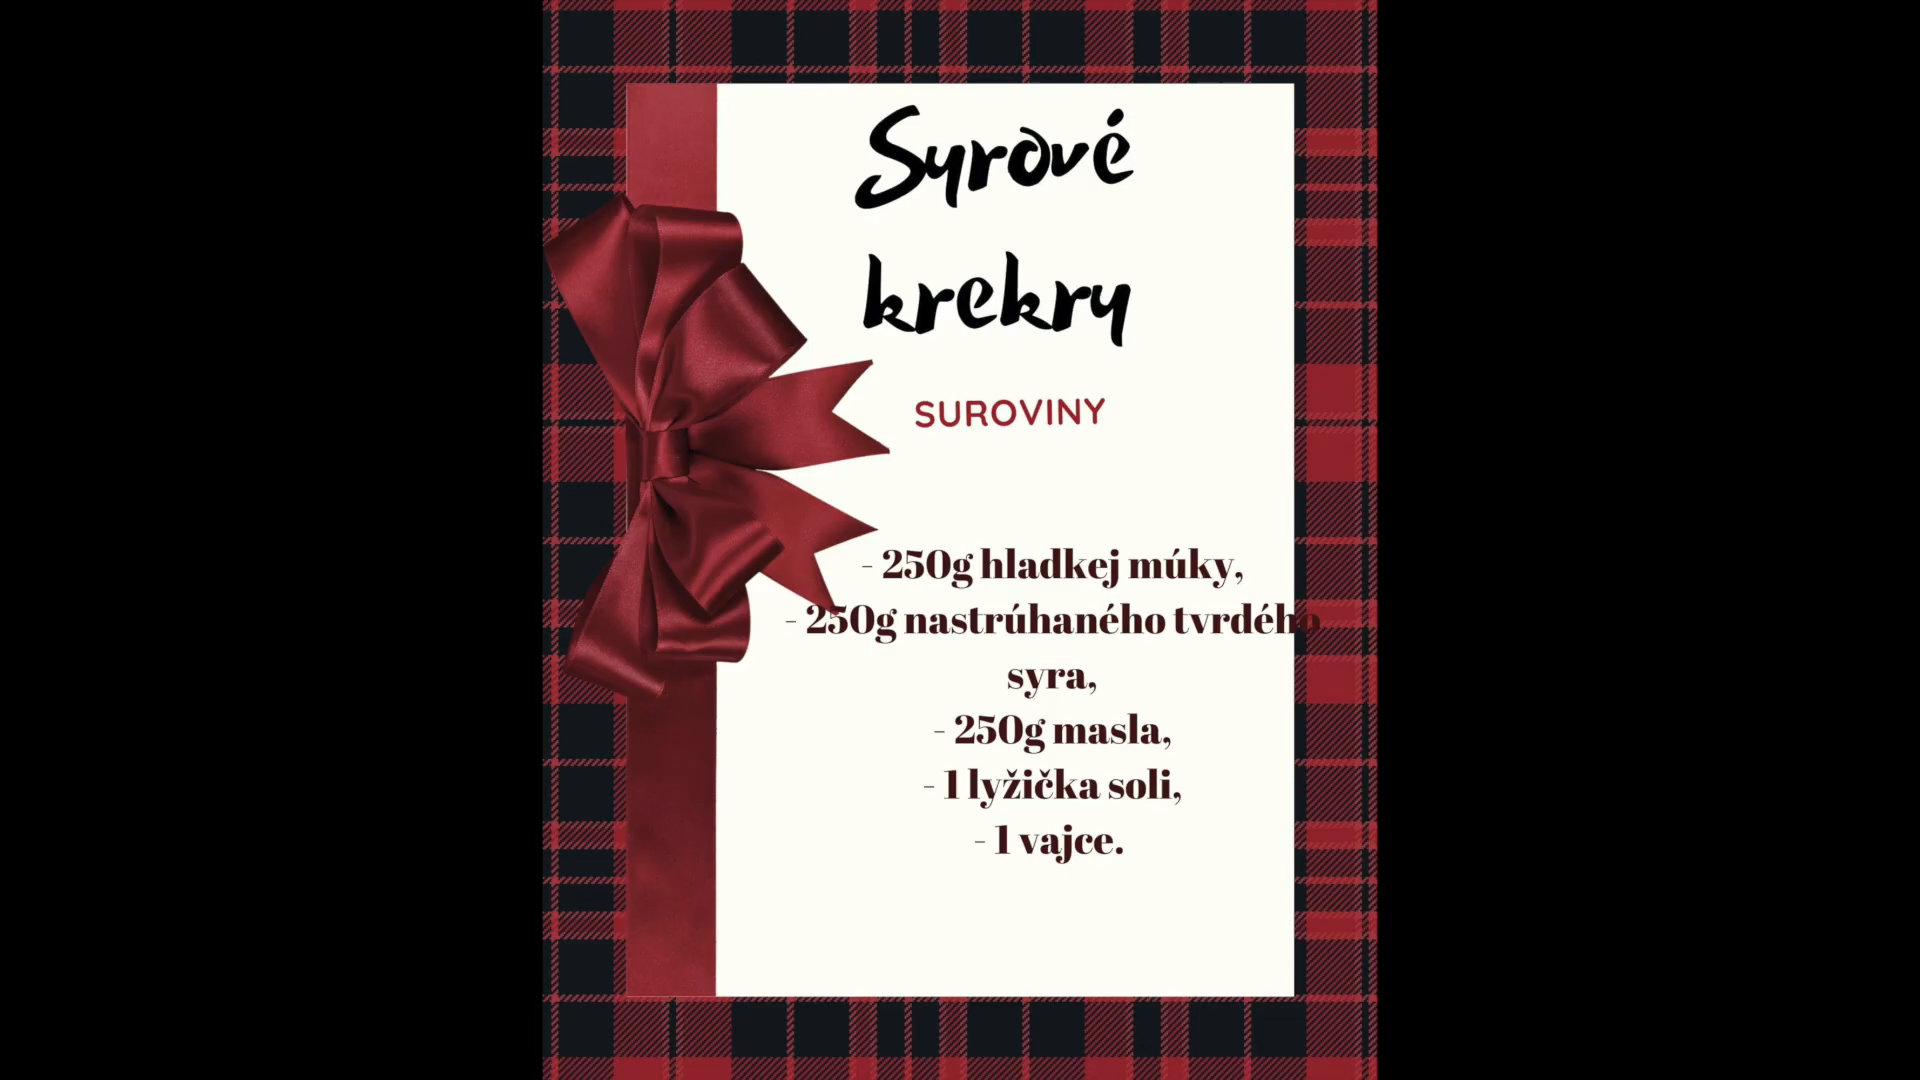 Syrové
krekry
SUROVINY
- 250g hladkej múky,
- 250g nastrúhaného tvrdého
syra,
- 250g masla,
- 1 lyžička soli,
- 1 vajce.